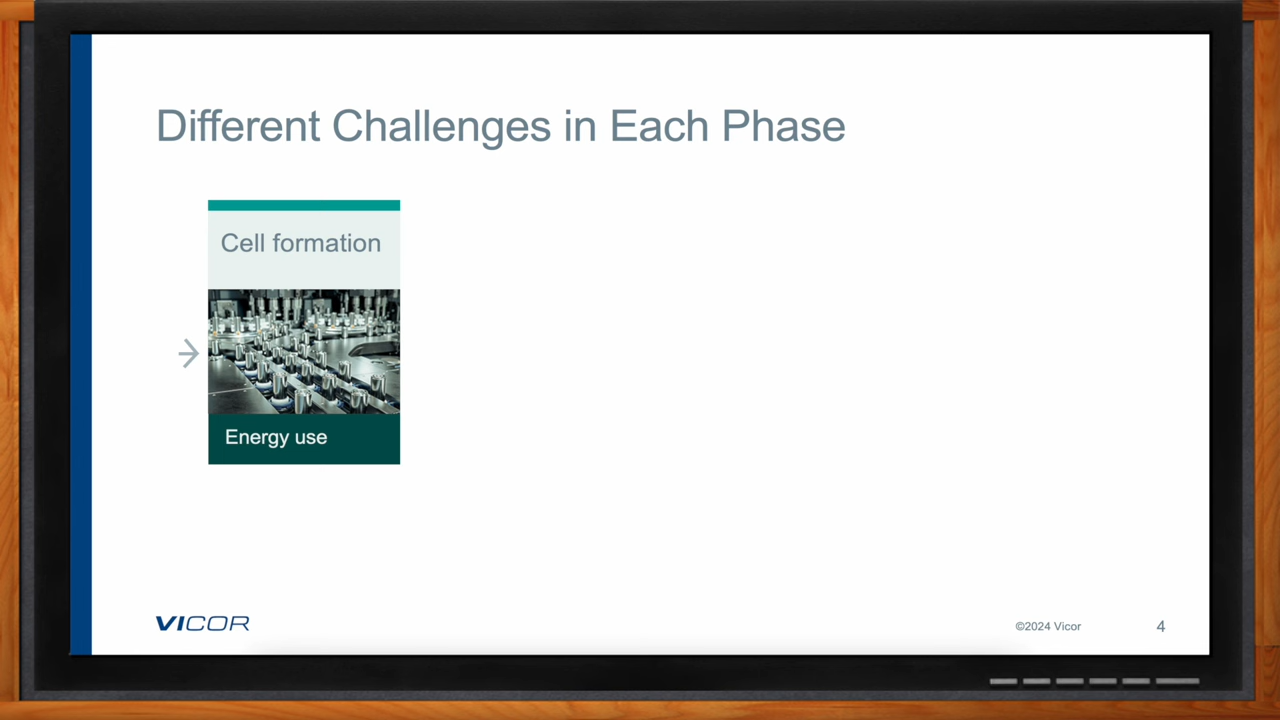 Different Challenges in Each Phase
Cell formation
Energy use
VICOR
©2024 Vicor
4